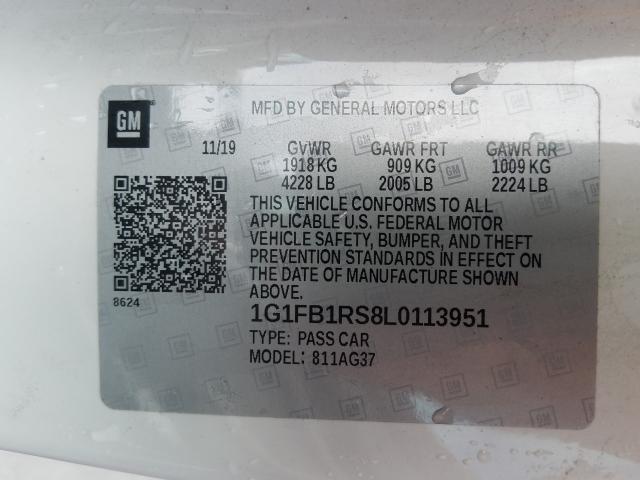 GM
MFD BY GENERAL MOTORS LLC
11/19 GVWR GAWR FRT GAWR RR
1918 KG 909 KG 1009 KG
4228 LB 2005 LB 2224 LB
THIS VEHICLE CONFORMS TO ALL
APPLICABLE U.S. FEDERAL MOTOR
VEHICLE SAFETY, BUMPER, AND THEFT
PREVENTION STANDARDS IN EFFECT ON
THE DATE OF MANUFACTURE SHOWN
ABOVE.
8624
1G1FB1RS8L0113951
TYPE: PASS CAR
MODEL: 811AG37